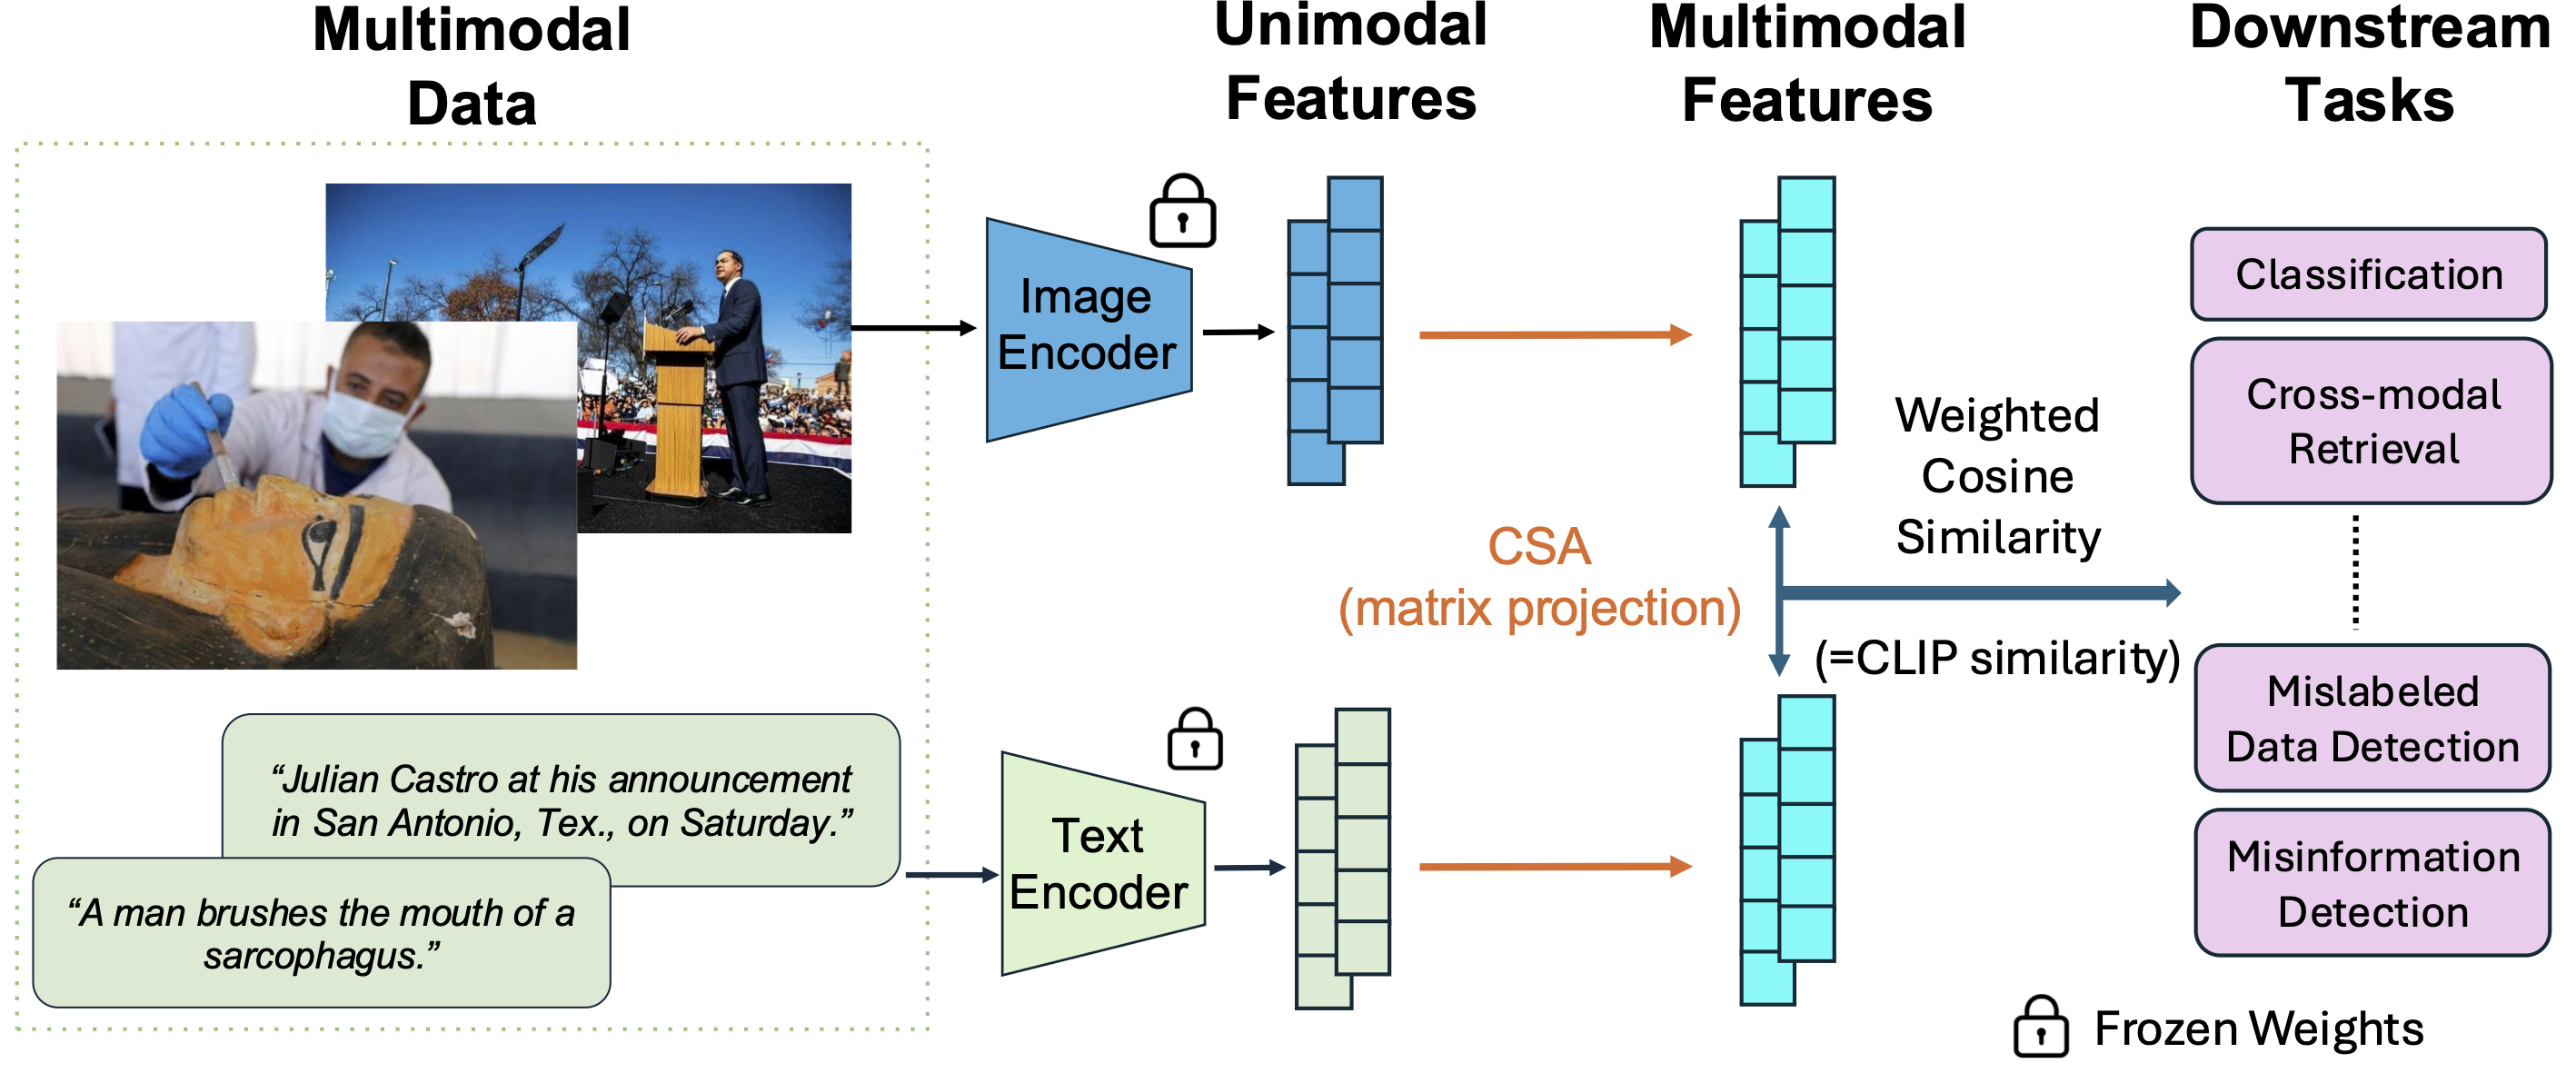 Multimodal
Data
Unimodal
Features
Multimodal
Features
Downstream
Tasks
Image
Encoder
“Julian Castro at his announcement
in San Antonio, Tex., on Saturday.”
“A man brushes the mouth of a
sarcophagus.”
Text
Encoder
CSA
(matrix projection)
Weighted
Cosine
Similarity
(=CLIP similarity)
Classification
Cross-modal
Retrieval
Mislabeled
Data Detection
Misinformation
Detection
Frozen Weights